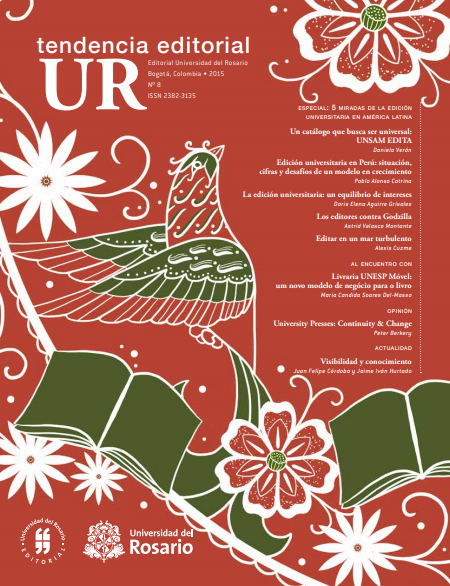 tendencia editorial
UR
Editorial Universidad del Rosario
Bogotá, Colombia • 2015
Nº 8
ISSN 2382-3135
ESPECIAL: 5 MIRADAS DE LA EDICIÓN
UNIVERSITARIA EN AMÉRICA LATINA
Un catálogo que busca ser universal:
UNSAM EDITA
Daniela Verón
Edición universitaria en Perú: situación,
cifras y desafíos de un modelo en crecimiento
Pablo Alonso Cotrina
La edición universitaria: un equilibrio de intereses
Doris Elena Aguirre Grisales
Los editores contra Godzilla
Astrid Velasco Montante
Editar en un mar turbulento
Alexis Cuzme
AL ENCUENTRO CON
Livraria UNESP Móvel:
um novo modelo de negócio para o livro
Maria Candida Soares Del-Masso
OPINIÓN
University Presses: Continuity & Change
Peter Berkery
ACTUALIDAD
Visibilidad y conocimiento
Juan Felipe Córdoba y Jaime Iván Hurtado
Universidad del Rosario
EDITORIAL
Universidad del
Rosario